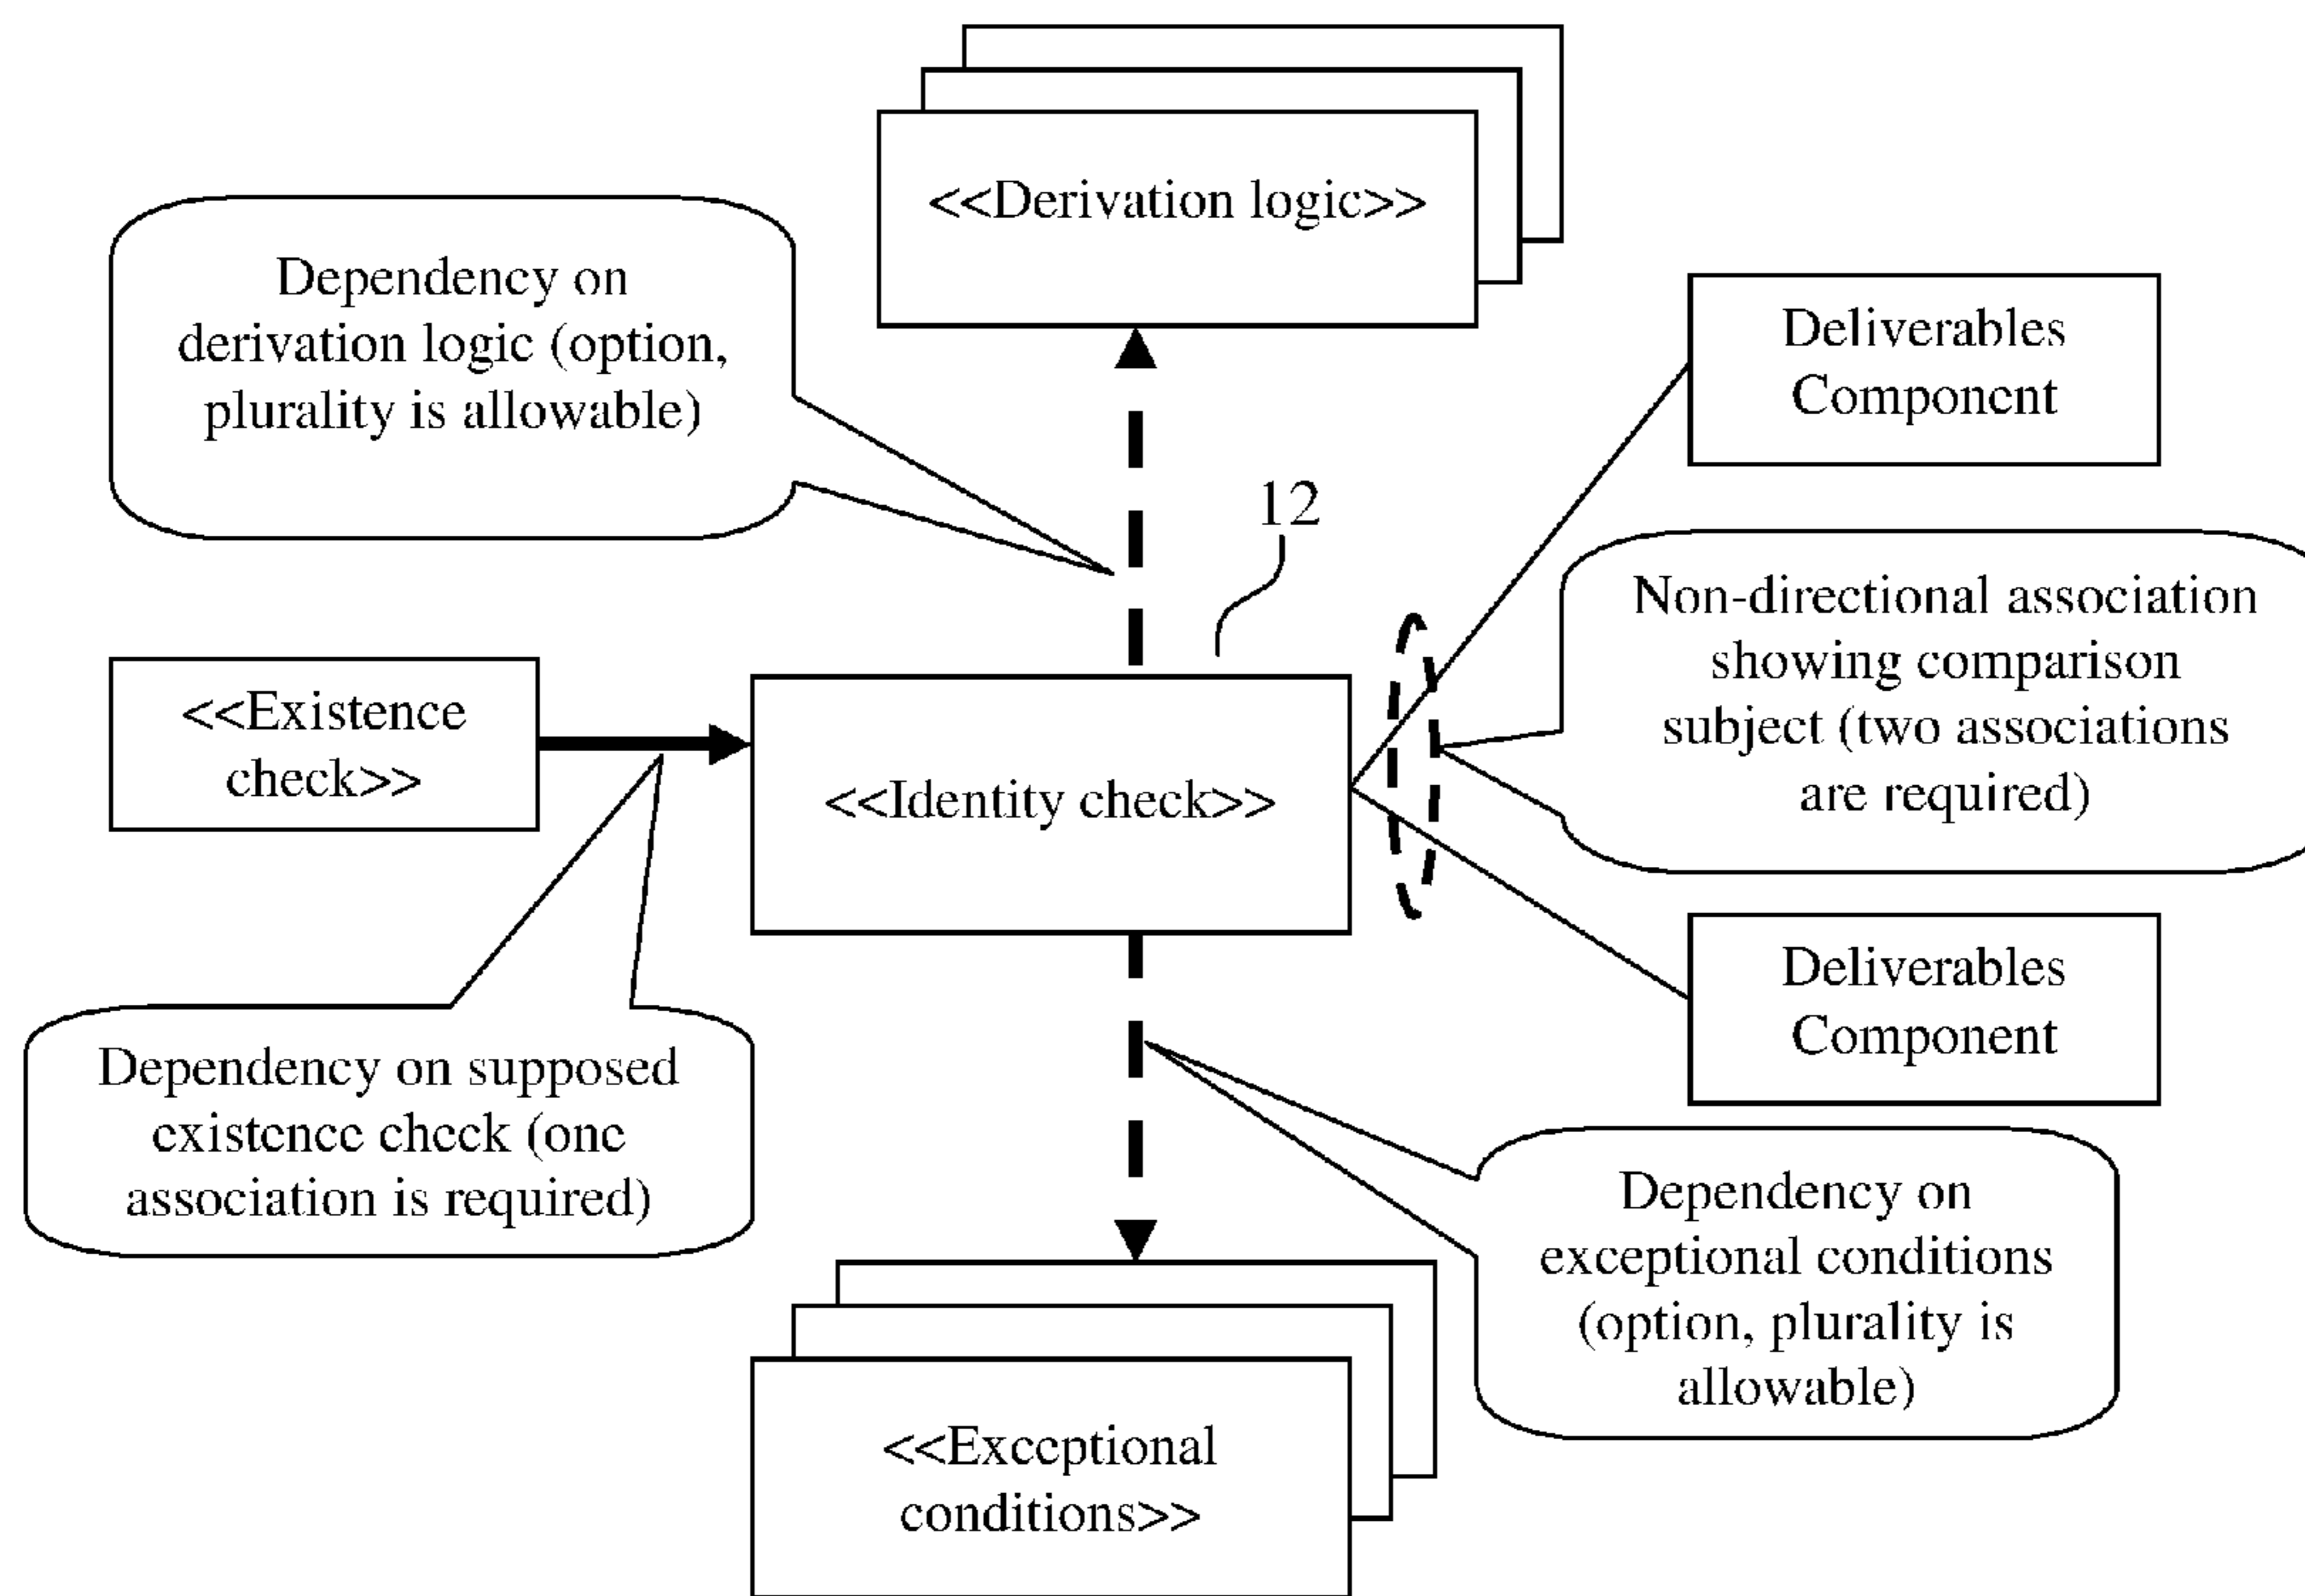 <<Derivation logic>>
Dependency on
derivation logic (option,
plurality is allowable)
Deliverables
Component
12
Non-directional association
showing comparison
subject (two associations
are required)
<<Existence
check>>
<<Identity check>>
Deliverables
Component
Dependency on supposed
existence check (one
association is required)
Dependency on
exceptional conditions
(option, plurality is
allowable)
<<Exceptional
conditions>>